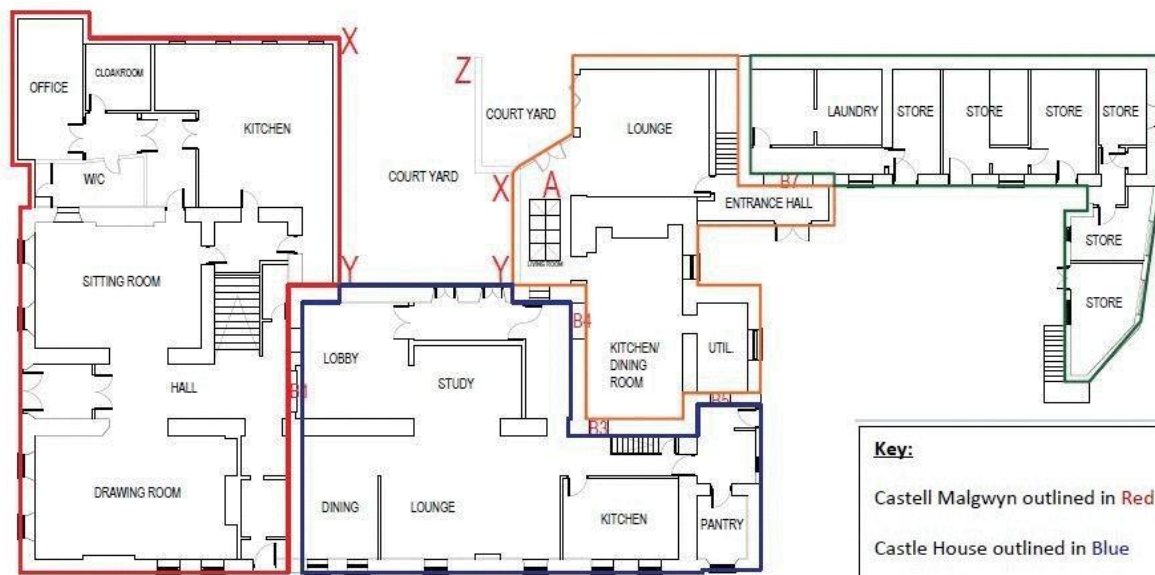 X
OFFICE
CLOAKROOM
KITCHEN
W/C
SITTING ROOM
HALL
DRAWING ROOM
Y
COURT YARD
Z
COURT YARD
X
A
LIVING ROOM
Y
LOUNGE
ENTRANCE HALL
B7
B4
KITCHEN/
DINING
ROOM
UTIL.
B5
B3
LOBBY
STUDY
DINING
LOUNGE
KITCHEN
PANTRY
LAUNDRY
STORE
STORE
STORE
STORE
STORE
STORE
Key:
Castell Malgwyn outlined in Red
Castle House outlined in Blue